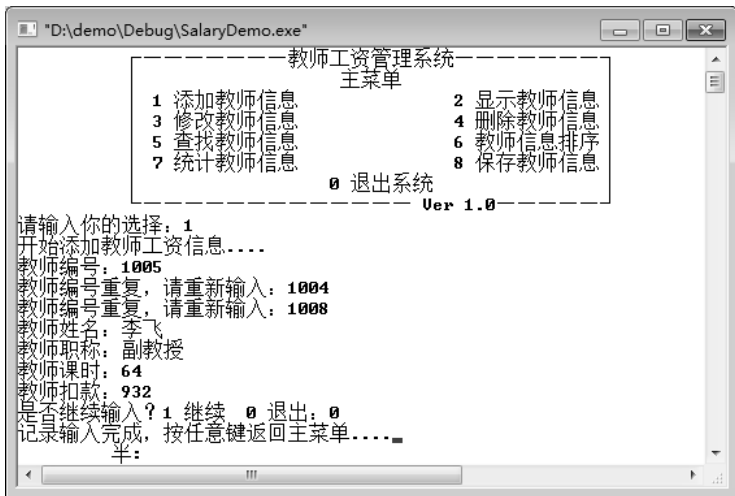 "D:\demo\Debug\SalaryDemo.exe"
教师工资管理系统
主菜单
1 添加教师信息 2 显示教师信息
3 修改教师信息 4 删除教师信息
5 查找教师信息 6 教师信息排序
7 统计教师信息 8 保存教师信息
0 退出系统
Ver 1.0
请输入你的选择：1
开始添加教师工资信息....
教师编号：1005
教师编号重复，请重新输入：1004
教师编号重复，请重新输入：1008
教师姓名：李飞
教师职称：副教授
教师课时：64
教师扣款：932
是否继续输入？1 继续 0 退出：0
记录输入完成，按任意键返回主菜单....
半：